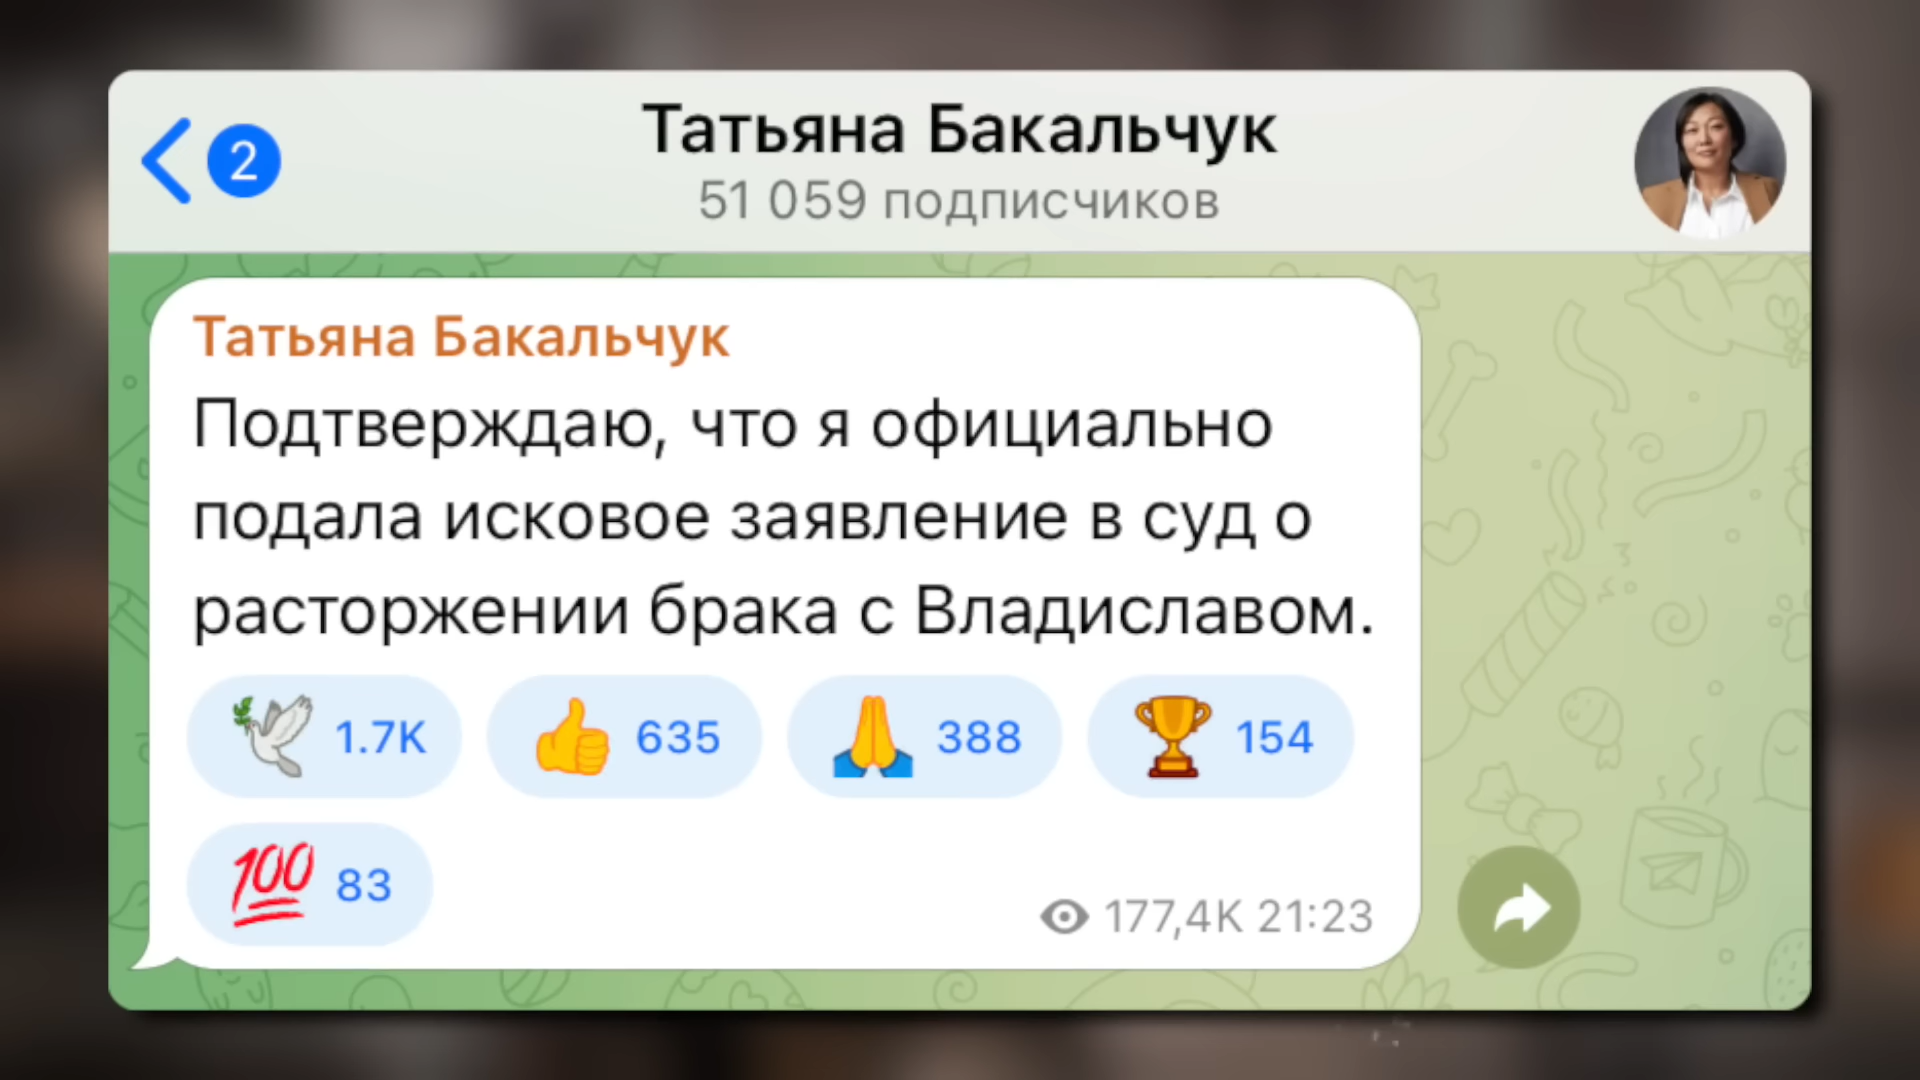 2
Татьяна Бакальчук
51 059 подписчиков
Татьяна Бакальчук
Подтверждаю, что я официально
подала исковое заявление в суд о
расторжении брака с Владиславом.
🕊 1.7K 👍 635 🙏 388 🏆 154
💯 83
177,4K 21:23